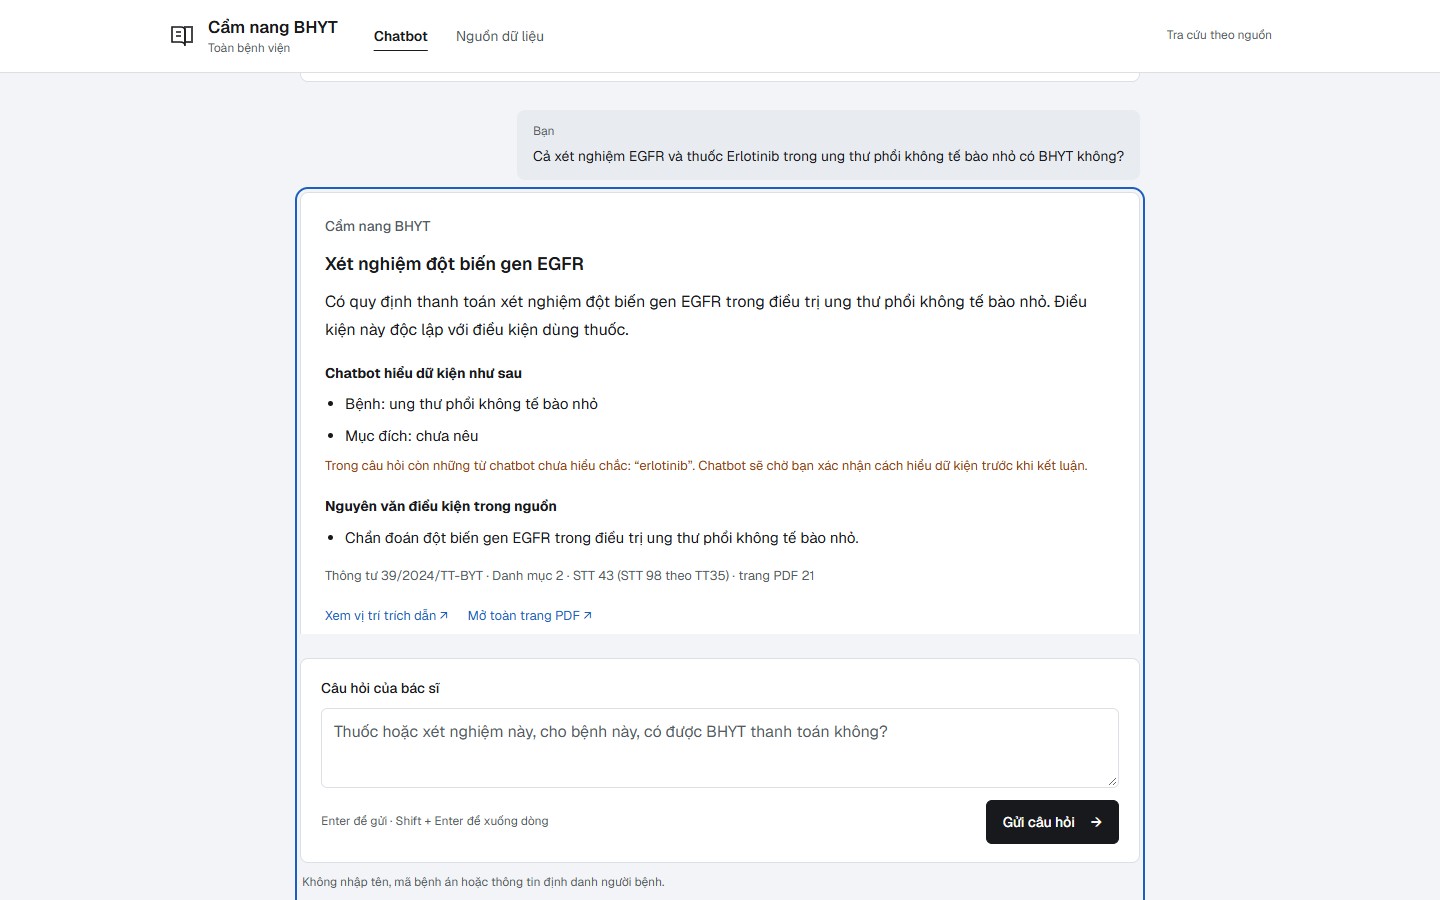 Cẩm nang BHYT
Toàn bệnh viện
Chatbot
Nguồn dữ liệu
Tra cứu theo nguồn
Bạn
Cả xét nghiệm EGFR và thuốc Erlotinib trong ung thư phổi không tế bào nhỏ có BHYT không?
Cẩm nang BHYT
Xét nghiệm đột biến gen EGFR
Có quy định thanh toán xét nghiệm đột biến gen EGFR trong điều trị ung thư phổi không tế bào nhỏ. Điều
kiện này độc lập với điều kiện dùng thuốc.
Chatbot hiểu dữ kiện như sau
• Bệnh: ung thư phổi không tế bào nhỏ
• Mục đích: chưa nêu
Trong câu hỏi còn những từ chatbot chưa hiểu chắc: “erlotinib”. Chatbot sẽ chờ bạn xác nhận cách hiểu dữ kiện trước khi kết luận.
Nguyên văn điều kiện trong nguồn
• Chẩn đoán đột biến gen EGFR trong điều trị ung thư phổi không tế bào nhỏ.
Thông tư 39/2024/TT-BYT · Danh mục 2 · STT 43 (STT 98 theo TT35) · trang PDF 21
Xem vị trí trích dẫn ↗ Mở toàn trang PDF ↗
Câu hỏi của bác sĩ
Thuốc hoặc xét nghiệm này, cho bệnh này, có được BHYT thanh toán không?
Enter để gửi · Shift + Enter để xuống dòng
Gửi câu hỏi →
Không nhập tên, mã bệnh án hoặc thông tin định danh người bệnh.